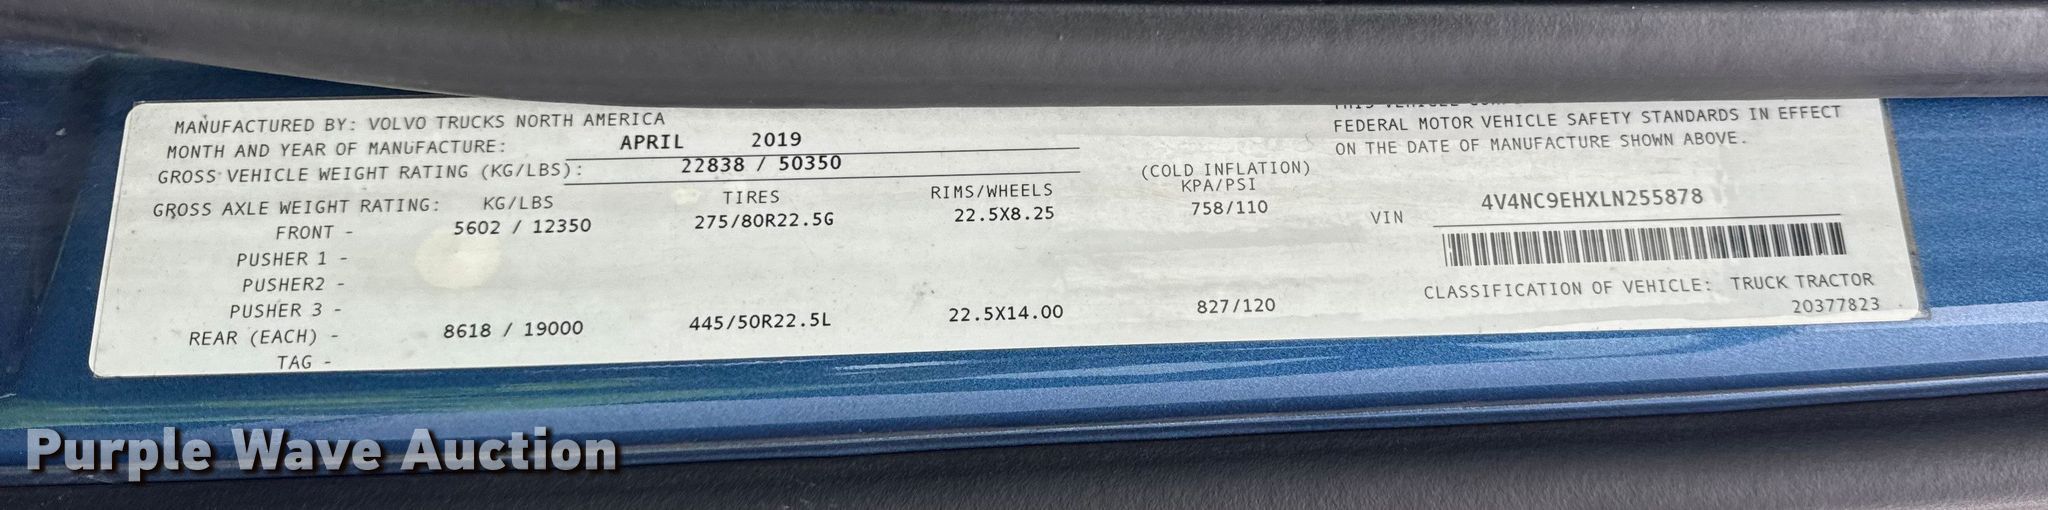 MANUFACTURED BY: VOLVO TRUCKS NORTH AMERICA
MONTH AND YEAR OF MANUFACTURE: APRIL 2019
GROSS VEHICLE WEIGHT RATING (KG/LBS): 22838 / 50350
GROSS AXLE WEIGHT RATING: KG/LBS TIRES RIMS/WHEELS (COLD INFLATION) KPA/PSI
FRONT - 5602 / 12350 275/80R22.5G 22.5X8.25 758/110
PUSHER 1 -
PUSHER2 -
PUSHER 3 -
REAR (EACH) - 8618 / 19000 445/50R22.5L 22.5X14.00 827/120
TAG -
THIS VEHICLE
FEDERAL MOTOR VEHICLE SAFETY STANDARDS IN EFFECT
ON THE DATE OF MANUFACTURE SHOWN ABOVE.
VIN 4V4NC9EHXLN255878
CLASSIFICATION OF VEHICLE: TRUCK TRACTOR
20377823
Purple Wave Auction